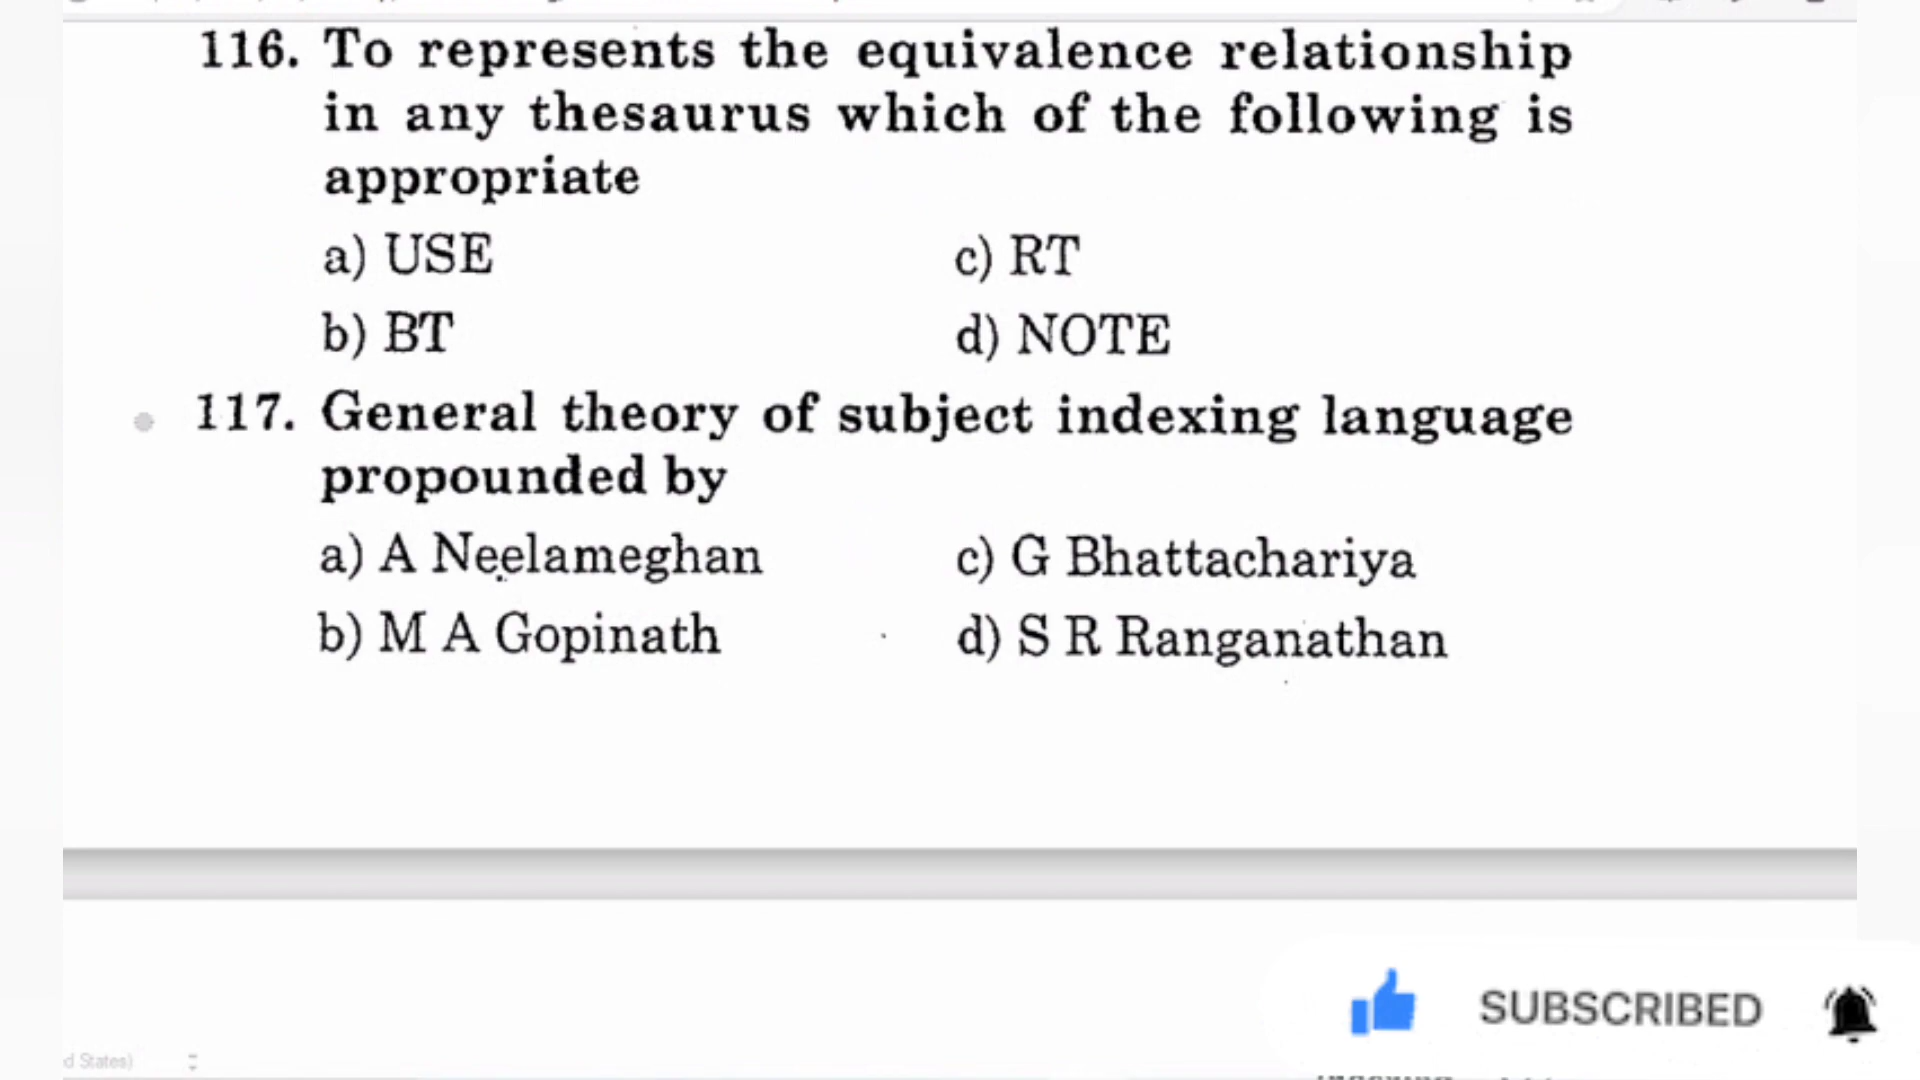 116. To represents the equivalence relationship
in any thesaurus which of the following is
appropriate
a) USE c) RT
b) BT d) NOTE
117. General theory of subject indexing language
propounded by
a) A Neelameghan c) G Bhattachariya
b) M A Gopinath d) S R Ranganathan
SUBSCRIBED
d States)